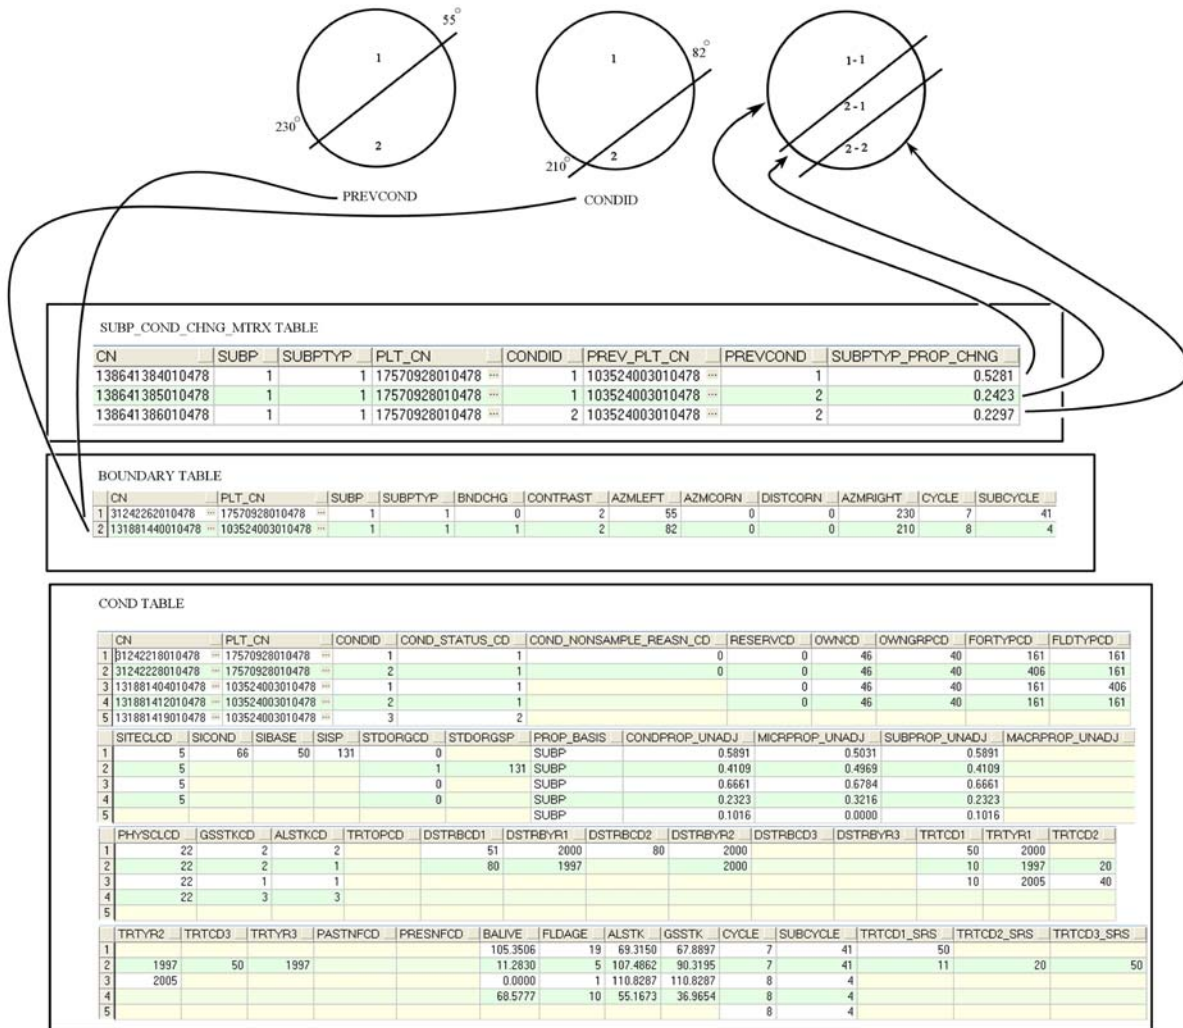 55°
1
230°
2
82°
1
210°
2
1-1
2-1
2-2
PREVCOND
CONDID
SUBP_COND_CHNG_MTRX TABLE
CN SUBP SUBPTYP PLT_CN CONDID PREV_PLT_CN PREVCOND SUBPTYP_PROP_CHNG
138641384010478 1 1 17570928010478 ... 1 103524003010478 ... 1 0.5281
138641385010478 1 1 17570928010478 ... 1 103524003010478 ... 2 0.2423
138641386010478 1 1 17570928010478 ... 2 103524003010478 ... 2 0.2297
BOUNDARY TABLE
CN PLT_CN SUBP SUBPTYP BNDCHG CONTRAST AZMLEFT AZMCORN DISTCORN AZMRIGHT CYCLE SUBCYCLE
1 31242262010478 ... 17570928010478 ... 1 1 0 2 55 0 0 230 7 41
2 131881440010478 ... 103524003010478 ... 1 1 1 2 82 0 0 210 8 4
COND TABLE
CN PLT_CN CONDID COND_STATUS_CD COND_NONSAMPLE_REASN_CD RESERVCD OWNCD OWNGRPCD FORTYPCD FLDTYPCD
1 31242218010478 ... 17570928010478 ... 1 1 0 0 46 40 161 161
2 31242228010478 ... 17570928010478 ... 2 1 0 0 46 40 406 161
3 131881404010478 ... 103524003010478 ... 1 1 0 46 40 161 406
4 131881412010478 ... 103524003010478 ... 2 1 0 46 40 161 161
5 131881419010478 ... 103524003010478 ... 3 2
SITECLCD SICOND SIBASE SISP STDORGCD STDORGSP PROP_BASIS CONDPROP_UNADJ MICRPROP_UNADJ SUBPROP_UNADJ MACRPROP_UNADJ
1 5 66 50 131 0 SUBP 0.5891 0.5031 0.5891
2 5 1 131 SUBP 0.4109 0.4969 0.4109
3 5 0 SUBP 0.6661 0.6784 0.6661
4 5 0 SUBP 0.2323 0.3216 0.2323
5 SUBP 0.1016 0.0000 0.1016
PHYSCLCD GSSTKCD ALSTKCD TRTOPCD DSTRBCD1 DSTRBYR1 DSTRBCD2 DSTRBYR2 DSTRBCD3 DSTRBYR3 TRTCD1 TRTYR1 TRTCD2
1 22 2 2 51 2000 80 2000 50 2000
2 22 2 1 80 1997 2000 10 1997 20
3 22 1 1 10 2005 40
4 22 3 3
5
TRTYR2 TRTCD3 TRTYR3 PASTNFCD PRESNFCD BALIVE FLDAGE ALSTK GSSTK CYCLE SUBCYCLE TRTCD1_SRS TRTCD2_SRS TRTCD3_SRS
1 105.3506 19 69.3150 67.8897 7 41 50
2 1997 50 1997 11.2830 5 107.4862 90.3195 7 41 11 20 50
3 2005 0.0000 1 110.8287 110.8287 8 4
4 68.5777 10 55.1673 36.9654 8 4
5 8 4